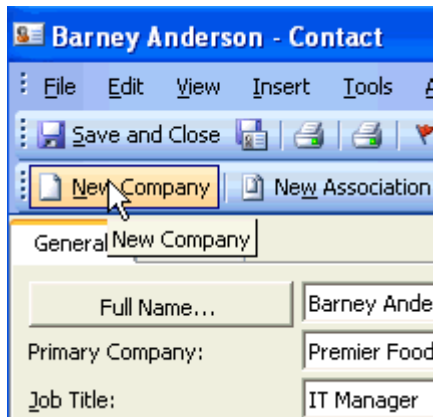 Barney Anderson - Contact
File Edit View Insert Tools
Save and Close
New Company New Association
General New Company
Full Name... Barney Ande
Primary Company: Premier Food
Job Title: IT Manager